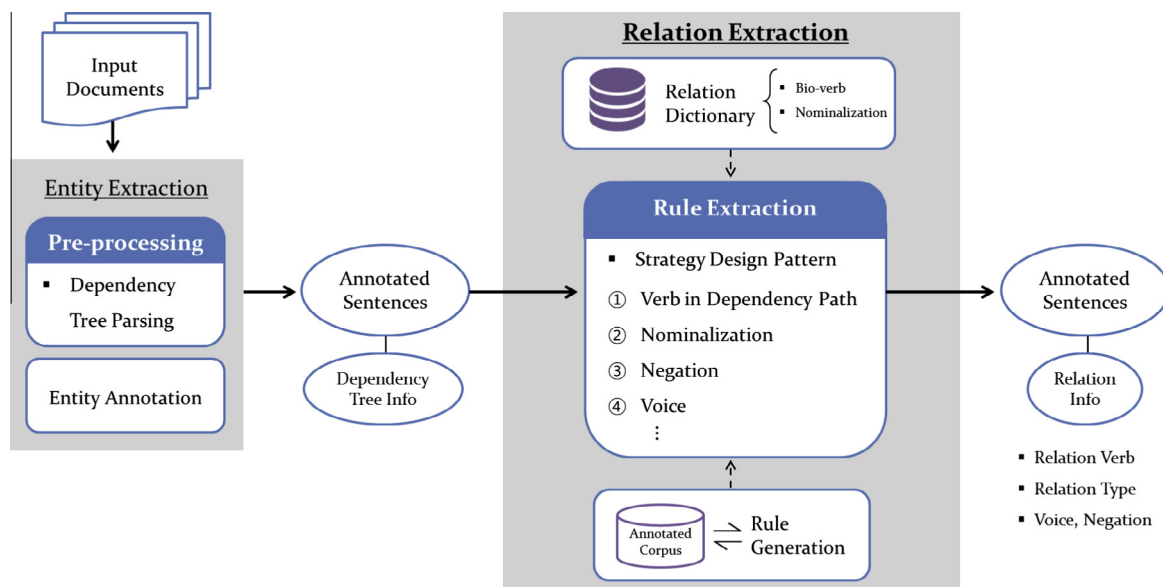 Input
Documents
Entity Extraction
Pre-processing
▪ Dependency
Tree Parsing
Entity Annotation
Annotated
Sentences
Dependency
Tree Info
Relation Extraction
Relation
Dictionary
▪ Bio-verb
▪ Nominalization
Rule Extraction
▪ Strategy Design Pattern
① Verb in Dependency Path
② Nominalization
③ Negation
④ Voice
⋮
Annotated
Corpus
Rule
Generation
Annotated
Sentences
Relation
Info
▪ Relation Verb
▪ Relation Type
▪ Voice, Negation